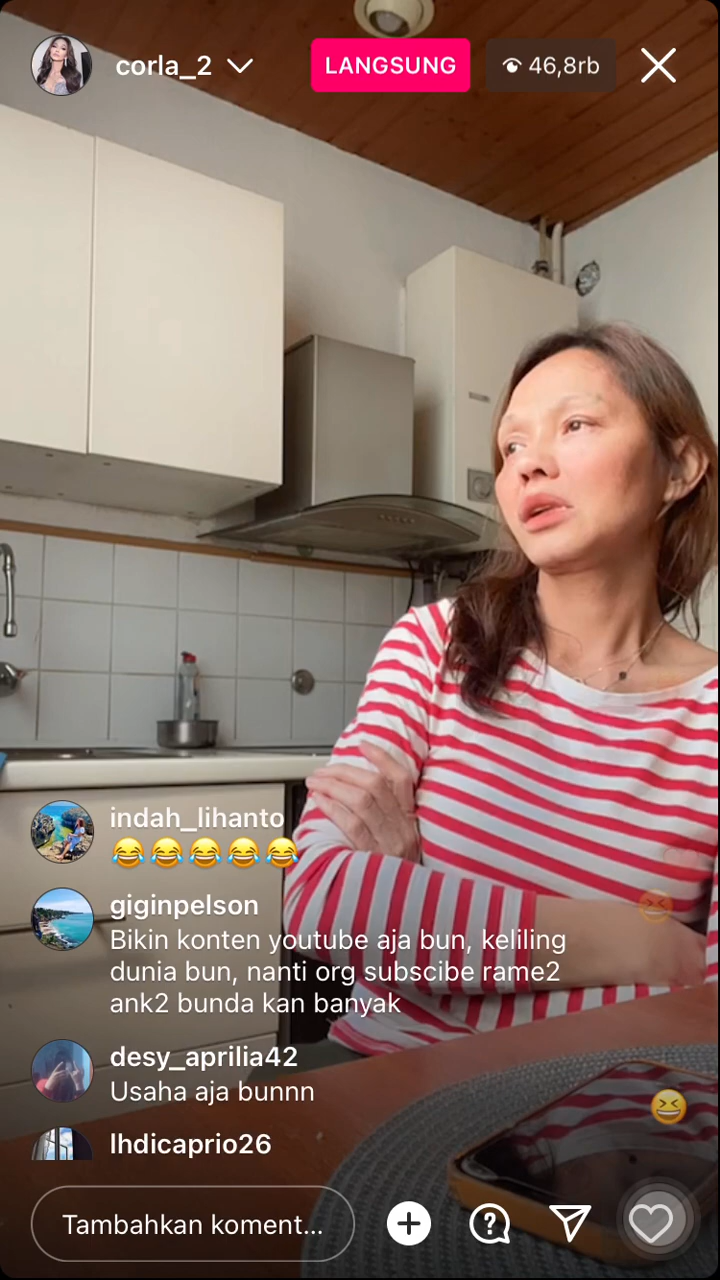 corla_2
LANGSUNG
46,8rb
indah_lihanto
😂😂😂😂😂
giginpelson
Bikin konten youtube aja bun, keliling
dunia bun, nanti org subscibe rame2
ank2 bunda kan banyak
desy_aprilia42
Usaha aja bunnn
lhdicaprio26
Tambahkan koment...